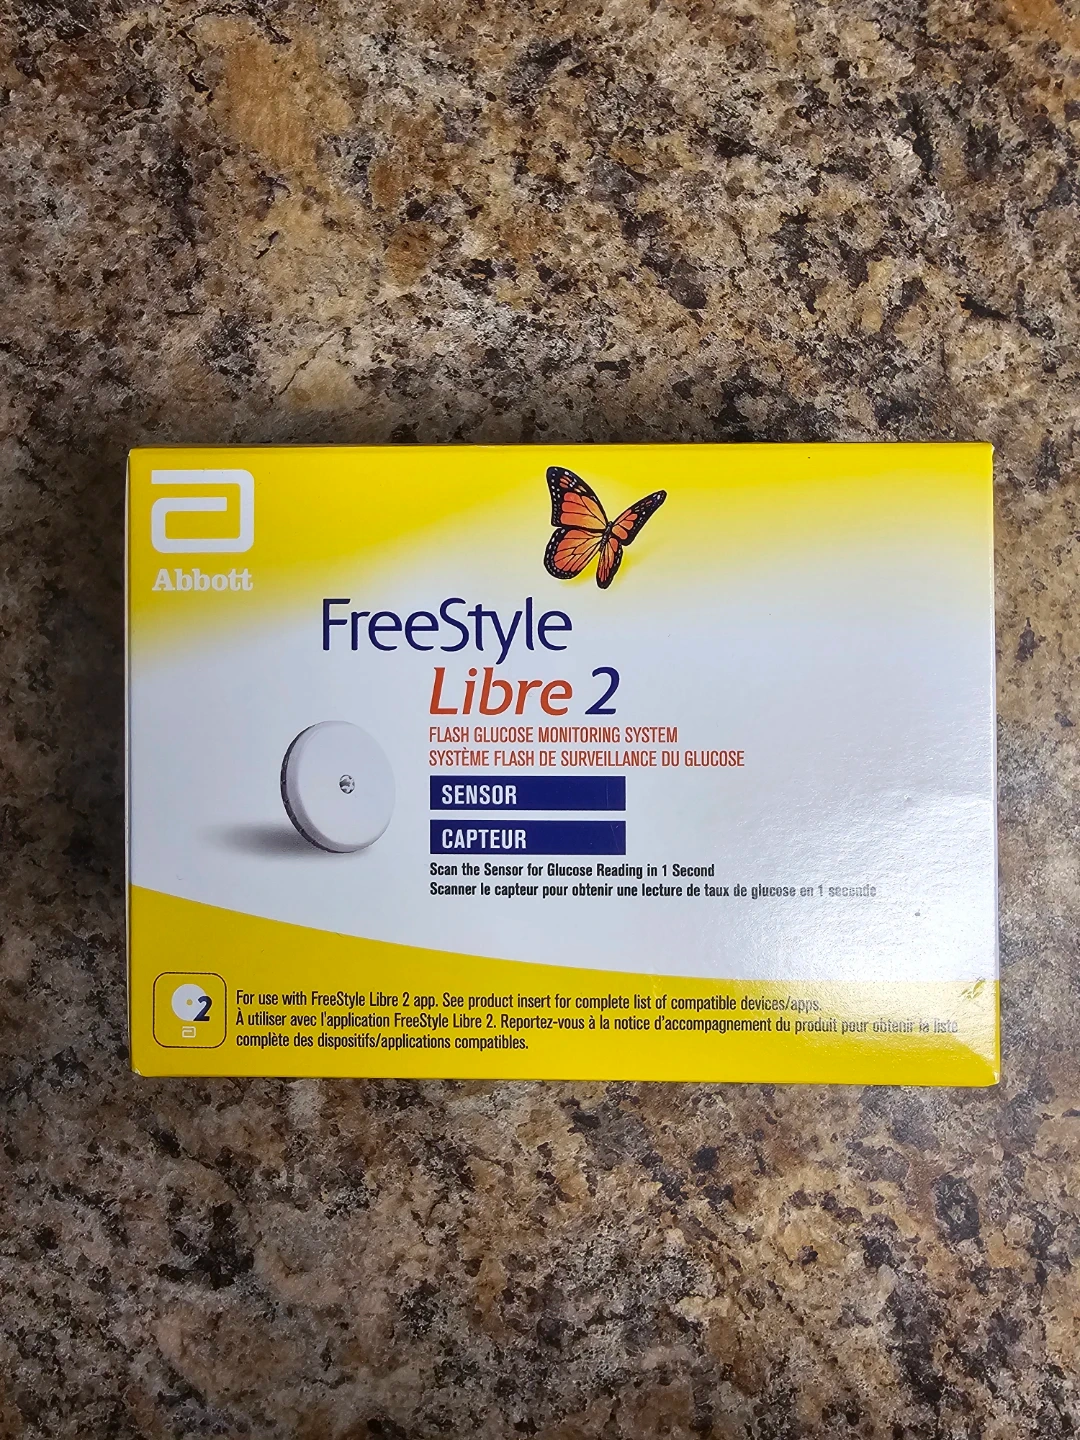 Abbott
FreeStyle
Libre 2
FLASH GLUCOSE MONITORING SYSTEM
SYSTÈME FLASH DE SURVEILLANCE DU GLUCOSE
SENSOR
CAPTEUR
Scan the Sensor for Glucose Reading in 1 Second
Scanner le capteur pour obtenir une lecture de taux de glucose en 1 seconde
2
For use with FreeStyle Libre 2 app. See product insert for complete list of compatible devices/apps.
À utiliser avec l'application FreeStyle Libre 2. Reportez-vous à la notice d'accompagnement du produit pour obtenir la liste
complète des dispositifs/applications compatibles.